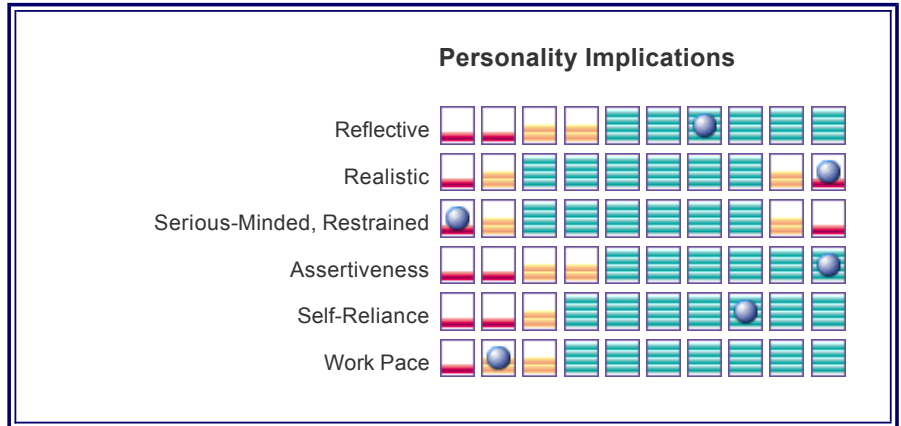 Personality Implications
Reflective
Realistic
Serious-Minded, Restrained
Assertiveness
Self-Reliance
Work Pace